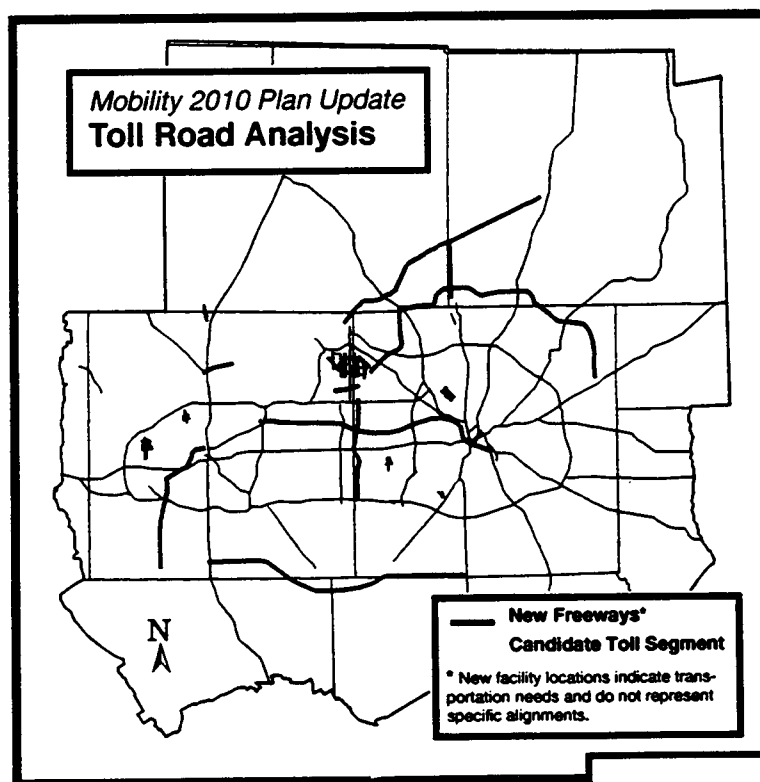 Mobility 2010 Plan Update
Toll Road Analysis
N
New Freeways*
Candidate Toll Segment
* New facility locations indicate trans-
portation needs and do not represent
specific alignments.